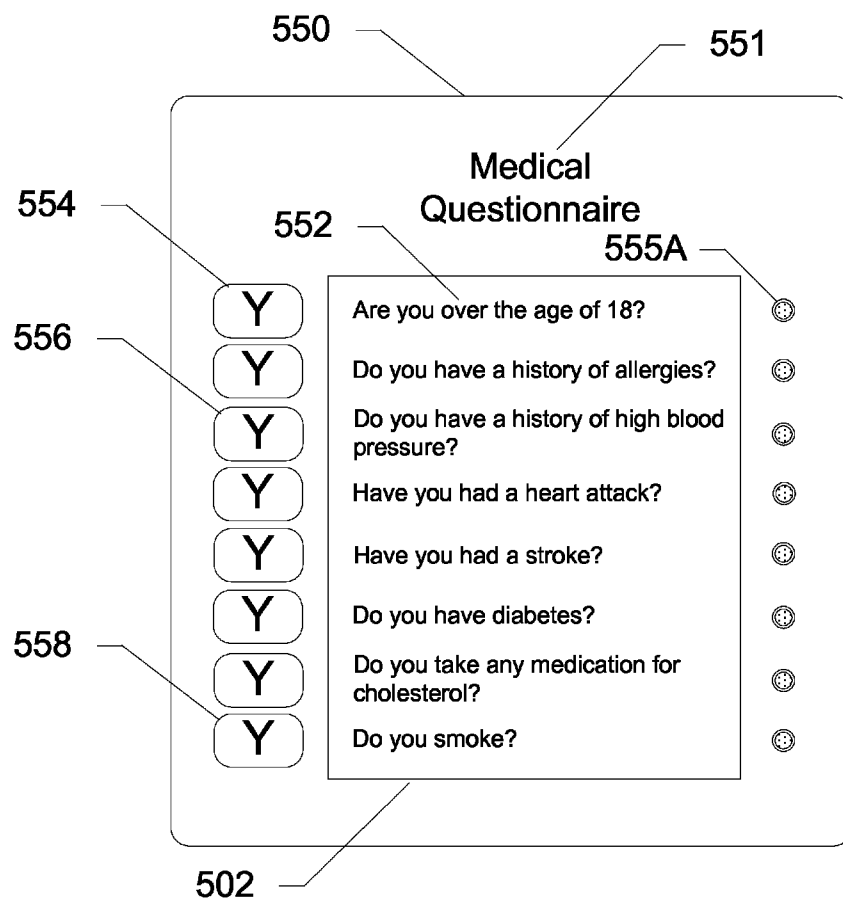 550
551
Medical
Questionnaire
554
552
555A
Y Are you over the age of 18?
556
Y Do you have a history of allergies?
Y Do you have a history of high blood
pressure?
Y Have you had a heart attack?
Y Have you had a stroke?
Y Do you have diabetes?
558
Y Do you take any medication for
cholesterol?
Y Do you smoke?
502